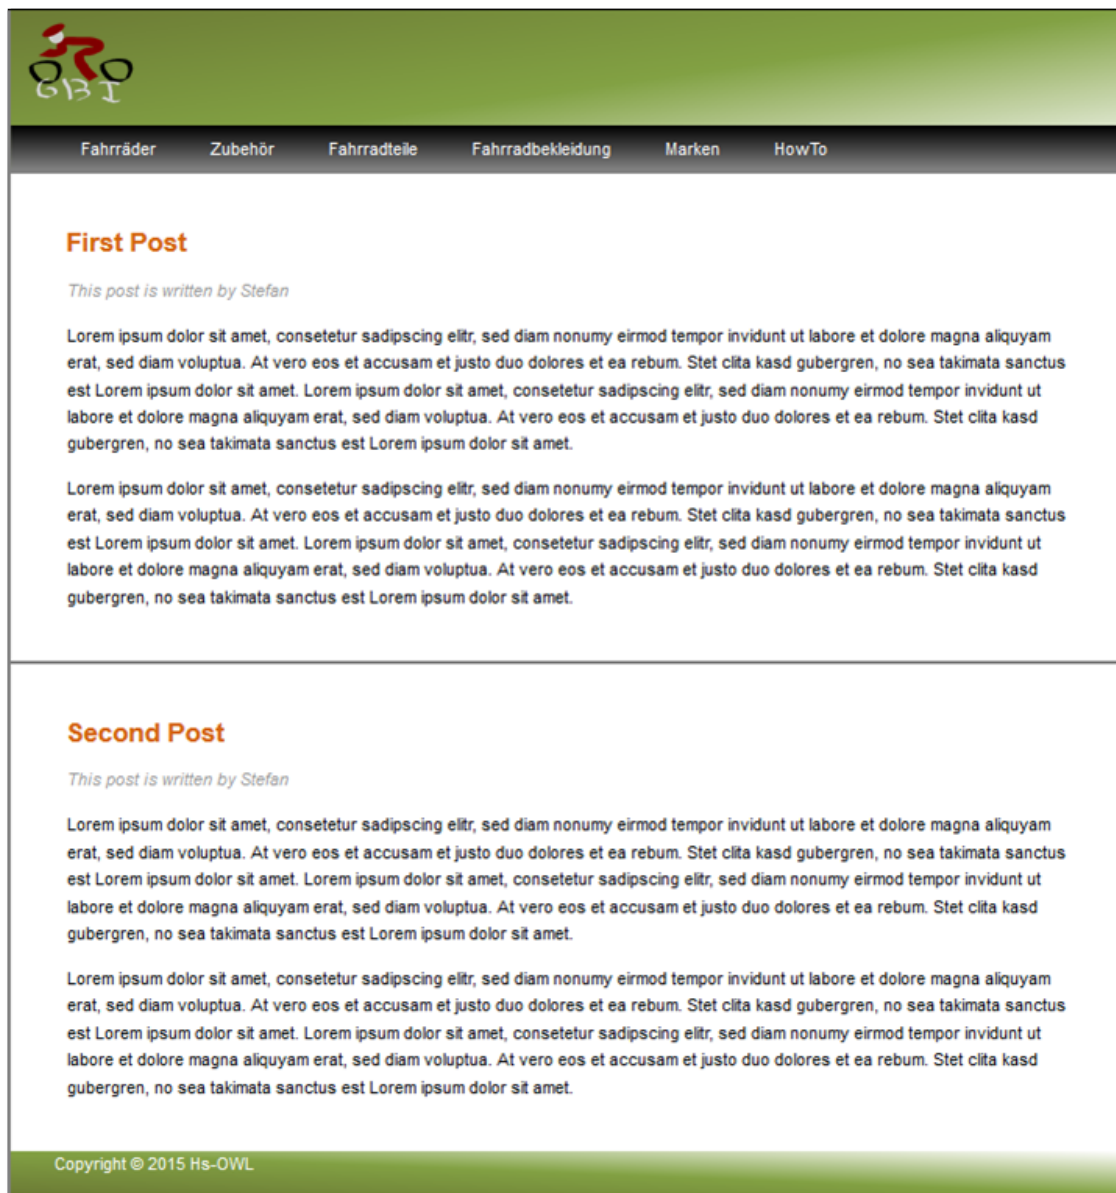 GBI
Fahrräder Zubehör Fahrradteile Fahrradbekleidung Marken HowTo
First Post
This post is written by Stefan
Lorem ipsum dolor sit amet, consetetur sadipscing elitr, sed diam nonumy eirmod tempor invidunt ut labore et dolore magna aliquyam
erat, sed diam voluptua. At vero eos et accusam et justo duo dolores et ea rebum. Stet clita kasd gubergren, no sea takimata sanctus
est Lorem ipsum dolor sit amet. Lorem ipsum dolor sit amet, consetetur sadipscing elitr, sed diam nonumy eirmod tempor invidunt ut
labore et dolore magna aliquyam erat, sed diam voluptua. At vero eos et accusam et justo duo dolores et ea rebum. Stet clita kasd
gubergren, no sea takimata sanctus est Lorem ipsum dolor sit amet.
Lorem ipsum dolor sit amet, consetetur sadipscing elitr, sed diam nonumy eirmod tempor invidunt ut labore et dolore magna aliquyam
erat, sed diam voluptua. At vero eos et accusam et justo duo dolores et ea rebum. Stet clita kasd gubergren, no sea takimata sanctus
est Lorem ipsum dolor sit amet. Lorem ipsum dolor sit amet, consetetur sadipscing elitr, sed diam nonumy eirmod tempor invidunt ut
labore et dolore magna aliquyam erat, sed diam voluptua. At vero eos et accusam et justo duo dolores et ea rebum. Stet clita kasd
gubergren, no sea takimata sanctus est Lorem ipsum dolor sit amet.
Second Post
This post is written by Stefan
Lorem ipsum dolor sit amet, consetetur sadipscing elitr, sed diam nonumy eirmod tempor invidunt ut labore et dolore magna aliquyam
erat, sed diam voluptua. At vero eos et accusam et justo duo dolores et ea rebum. Stet clita kasd gubergren, no sea takimata sanctus
est Lorem ipsum dolor sit amet. Lorem ipsum dolor sit amet, consetetur sadipscing elitr, sed diam nonumy eirmod tempor invidunt ut
labore et dolore magna aliquyam erat, sed diam voluptua. At vero eos et accusam et justo duo dolores et ea rebum. Stet clita kasd
gubergren, no sea takimata sanctus est Lorem ipsum dolor sit amet.
Lorem ipsum dolor sit amet, consetetur sadipscing elitr, sed diam nonumy eirmod tempor invidunt ut labore et dolore magna aliquyam
erat, sed diam voluptua. At vero eos et accusam et justo duo dolores et ea rebum. Stet clita kasd gubergren, no sea takimata sanctus
est Lorem ipsum dolor sit amet. Lorem ipsum dolor sit amet, consetetur sadipscing elitr, sed diam nonumy eirmod tempor invidunt ut
labore et dolore magna aliquyam erat, sed diam voluptua. At vero eos et accusam et justo duo dolores et ea rebum. Stet clita kasd
gubergren, no sea takimata sanctus est Lorem ipsum dolor sit amet.
Copyright © 2015 Hs-OWL